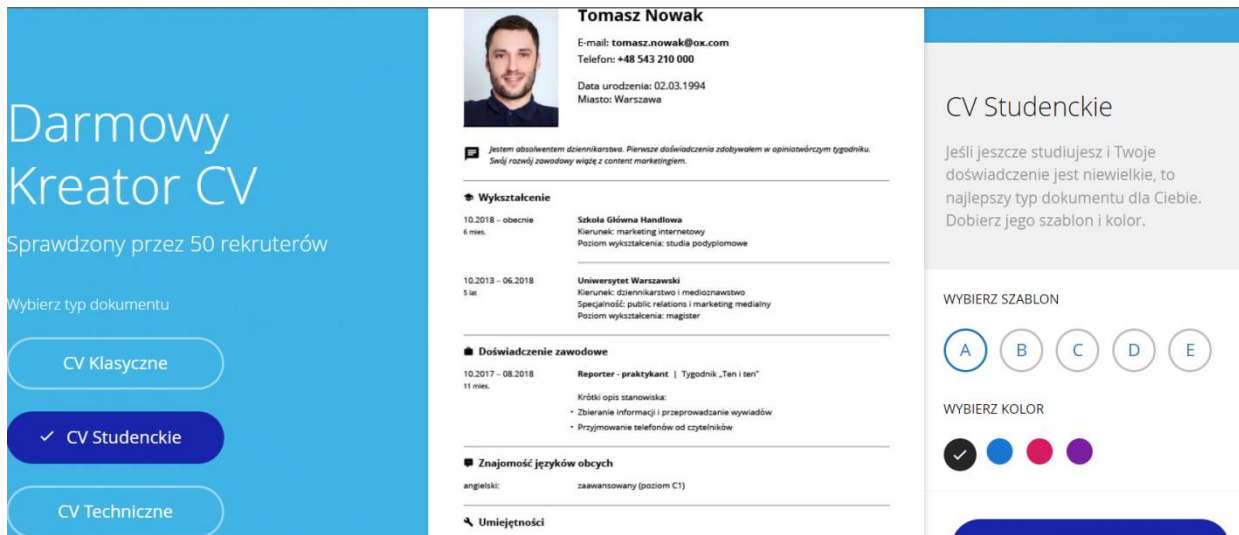 Darmowy
Kreator CV
Sprawdzony przez 50 rekruterów
Wybierz typ dokumentu
CV Klasyczne
CV Studenckie
CV Techniczne
Tomasz Nowak
E-mail: tomasz.nowak@ox.com
Telefon: +48 543 210 000
Data urodzenia: 02.03.1994
Miasto: Warszawa
Jestem absolwentem dziennikarstwa. Pierwsze doświadczenia zdobywałem w opiniotwórczym tygodniku.
Swój rozwój zawodowy wiążę z content marketingiem.
Wykształcenie
10.2018 – obecnie Szkoła Główna Handlowa
6 mies. Kierunek: marketing internetowy
Poziom wykształcenia: studia podyplomowe
10.2013 – 06.2018 Uniwersytet Warszawski
5 lat Kierunek: dziennikarstwo i medioznawstwo
Specjalność: public relations i marketing medialny
Poziom wykształcenia: magister
Doświadczenie zawodowe
10.2017 – 08.2018 Reporter - praktykant | Tygodnik „Ten i ten”
11 mies.
Krótki opis stanowiska:
• Zbieranie informacji i przeprowadzanie wywiadów
• Przyjmowanie telefonów od czytelników
Znajomość języków obcych
angielski: zaawansowany (poziom C1)
Umiejętności
CV Studenckie
Jeśli jeszcze studiujesz i Twoje
doświadczenie jest niewielkie, to
najlepszy typ dokumentu dla Ciebie.
Dobierz jego szablon i kolor.
WYBIERZ SZABLON
A B C D E
WYBIERZ KOLOR